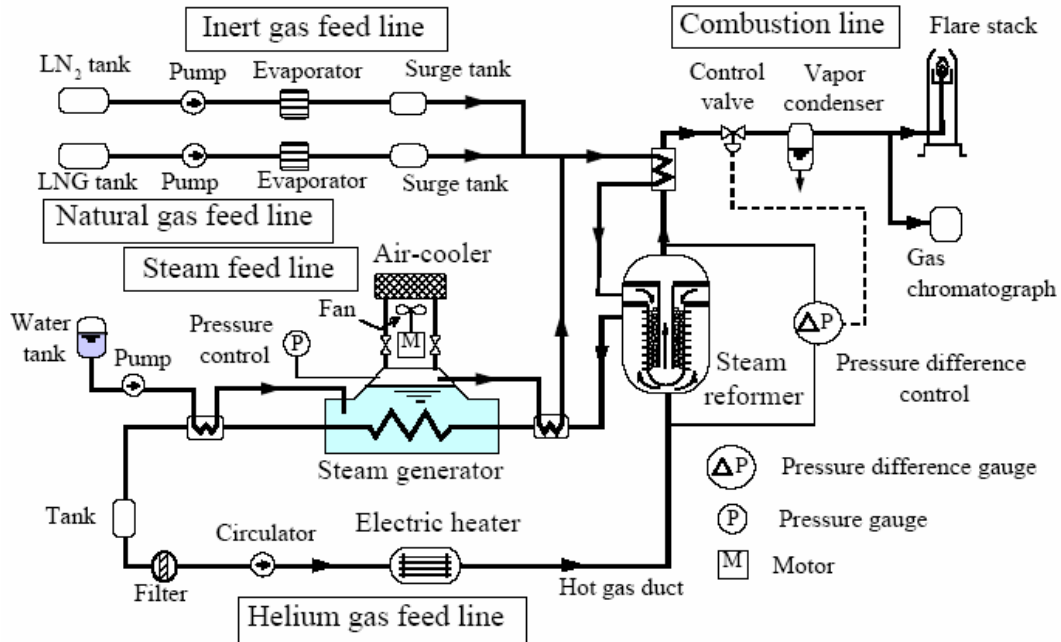 Inert gas feed line
Combustion line
Flare stack
LN₂ tank
Pump
Evaporator
Surge tank
Control
valve
Vapor
condenser
LNG tank
Pump
Evaporator
Surge tank
Natural gas feed line
Steam feed line
Air-cooler
Gas
chromatograph
Water
tank
Pump
Pressure
control
P
Fan
M
ΔP
Steam
reformer
Pressure difference
control
Steam generator
ΔP
Pressure difference gauge
P
Pressure gauge
M
Motor
Tank
Filter
Circulator
Electric heater
Hot gas duct
Helium gas feed line